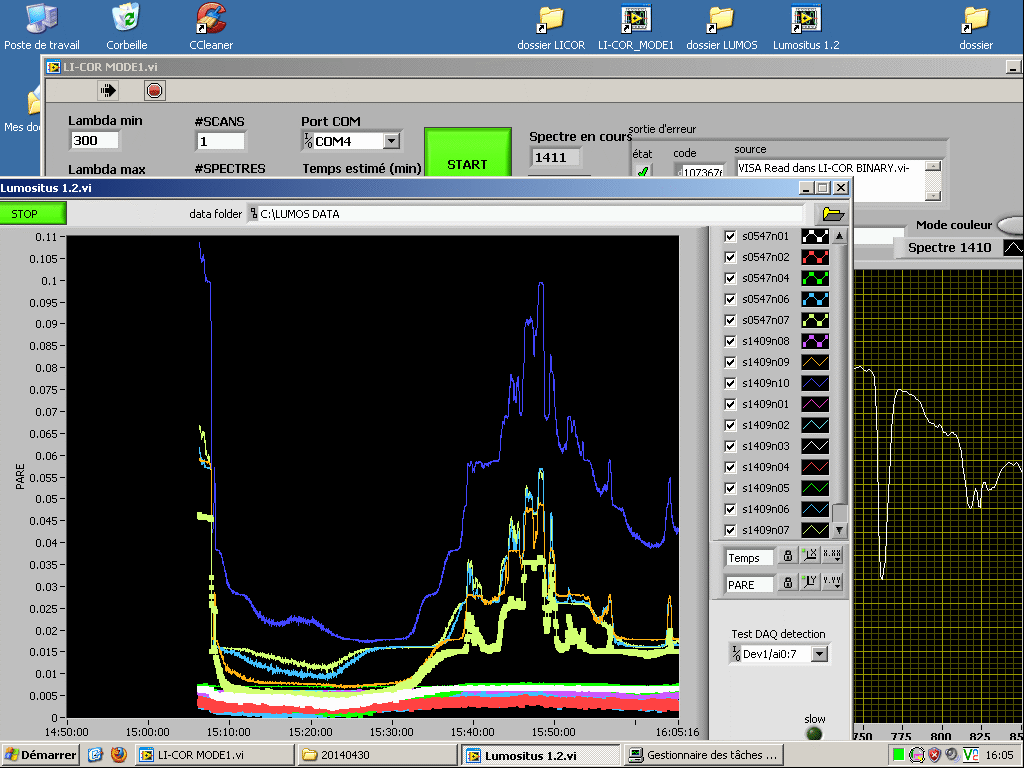 Poste de travail
Corbeille
CCleaner
dossier LICOR
LI-COR_MODE1
dossier LUMOS
Lumositus 1.2
dossier
Mes do
LI-COR MODE1.vi
Lambda min
300
Lambda max
#SCANS
1
#SPECTRES
Port COM
COM4
Temps estimé (min)
START
Spectre en cours
1411
sortie d'erreur
état
code
source
VISA Read dans LI-COR BINARY.vi-
Mode couleur
Spectre 1410
Lumositus 1.2.vi
STOP
data folder
C:\LUMOS DATA
PARE
0.11
0.105
0.1
0.095
0.09
0.085
0.08
0.075
0.07
0.065
0.06
0.055
0.05
0.045
0.04
0.035
0.03
0.025
0.02
0.015
0.01
0.005
0
14:50:00
15:00:00
15:10:00
15:20:00
15:30:00
15:40:00
15:50:00
16:05:16
s0547n01
s0547n02
s0547n04
s0547n06
s0547n07
s1409n08
s1409n09
s1409n10
s1409n01
s1409n02
s1409n03
s1409n04
s1409n05
s1409n06
s1409n07
Temps
X.XX
PARE
Y.YY
Test DAQ detection
Dev1/ai0:7
slow
750
775
800
825
85
Démarrer
LI-COR MODE1.vi
20140430
Lumositus 1.2.vi
Gestionnaire des tâches ...
16:05